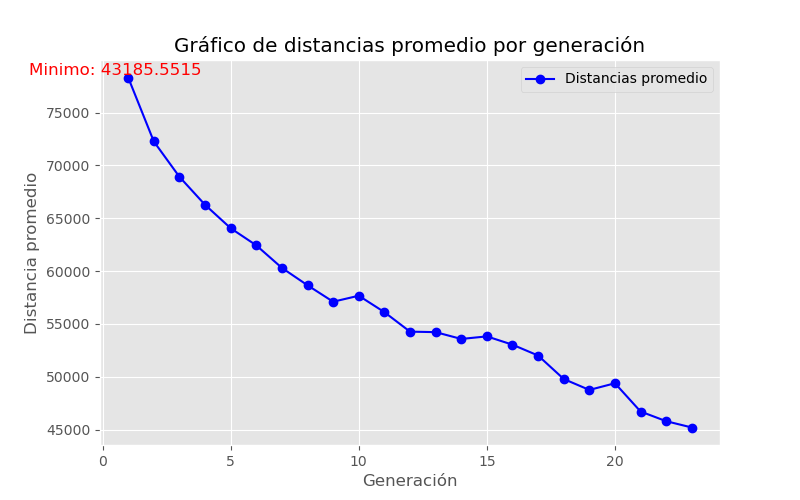 Gráfico de distancias promedio por generación
Minimo: 43185.5515
Distancias promedio
75000
70000
65000
60000
55000
50000
45000
Distancia promedio
0 5 10 15 20
Generación